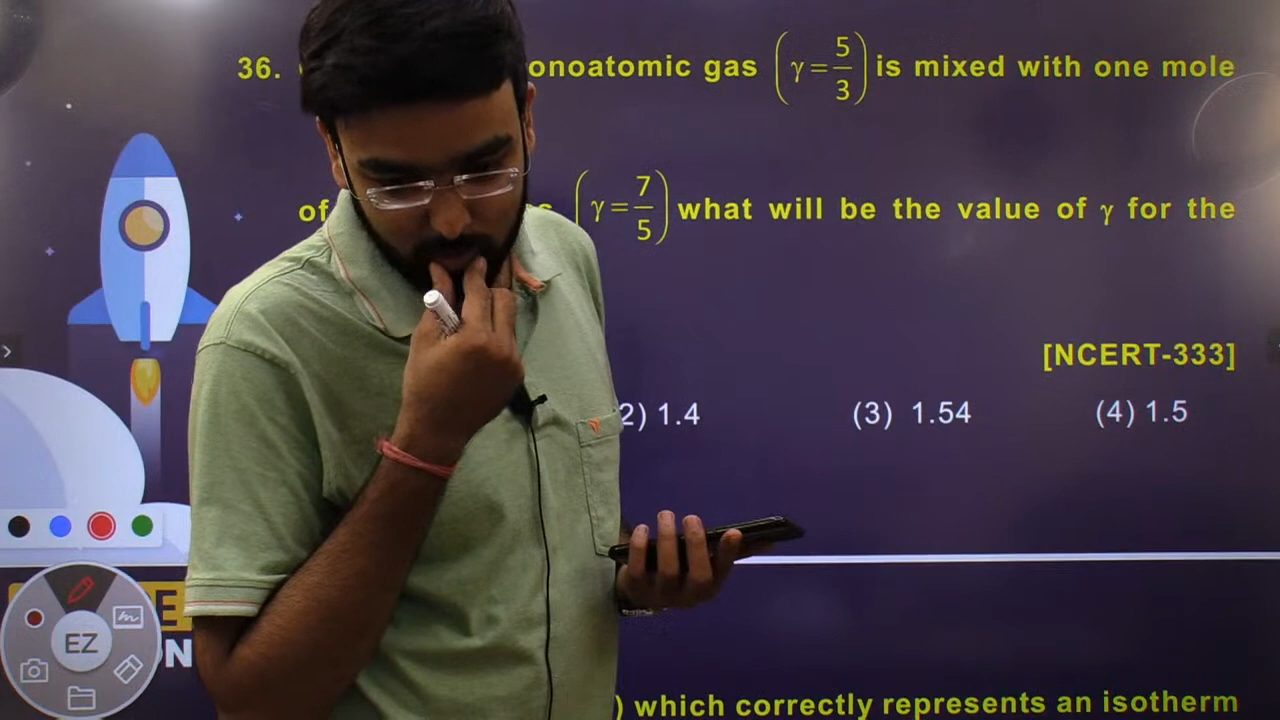 36. onoatomic gas (γ = 5/3) is mixed with one mole
of s (γ = 7/5) what will be the value of γ for the
[NCERT-333]
2) 1.4 (3) 1.54 (4) 1.5
EZ
E
ON
) which correctly represents an isotherm